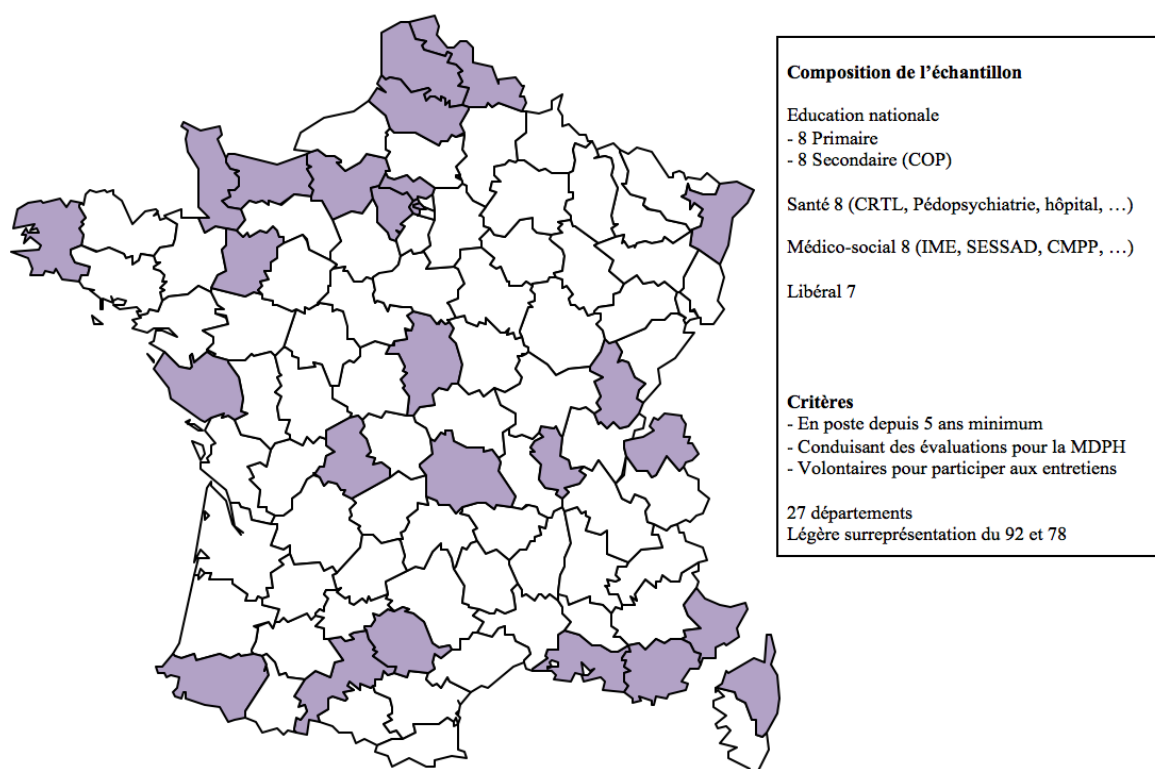 Composition de l'échantillon
Education nationale
- 8 Primaire
- 8 Secondaire (COP)
Santé 8 (CRTL, Pédopsychiatrie, hôpital, …)
Médico-social 8 (IME, SESSAD, CMPP, …)
Libéral 7
Critères
- En poste depuis 5 ans minimum
- Conduisant des évaluations pour la MDPH
- Volontaires pour participer aux entretiens
27 départements
Légère surreprésentation du 92 et 78